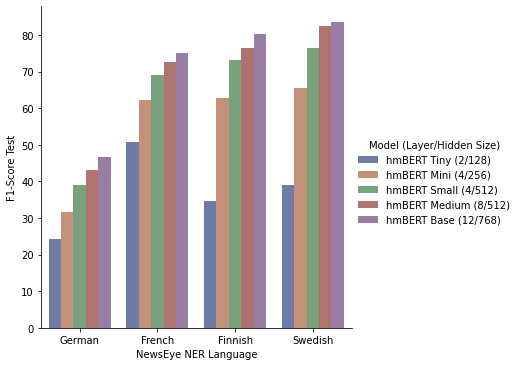 80
70
60
50
40
30
20
10
0
F1-Score Test
German French Finnish Swedish
NewsEye NER Language
Model (Layer/Hidden Size)
hmBERT Tiny (2/128)
hmBERT Mini (4/256)
hmBERT Small (4/512)
hmBERT Medium (8/512)
hmBERT Base (12/768)